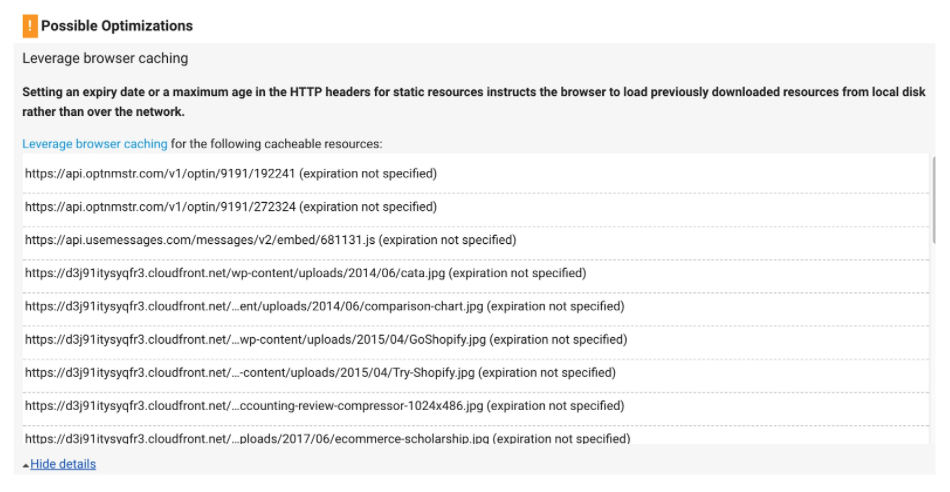 ! Possible Optimizations
Leverage browser caching
Setting an expiry date or a maximum age in the HTTP headers for static resources instructs the browser to load previously downloaded resources from local disk
rather than over the network.
Leverage browser caching for the following cacheable resources:
https://api.optnmstr.com/v1/optin/9191/192241 (expiration not specified)
https://api.optnmstr.com/v1/optin/9191/272324 (expiration not specified)
https://api.usemessages.com/messages/v2/embed/681131.js (expiration not specified)
https://d3j91itysyqfr3.cloudfront.net/wp-content/uploads/2014/06/cata.jpg (expiration not specified)
https://d3j91itysyqfr3.cloudfront.net/…ent/uploads/2014/06/comparison-chart.jpg (expiration not specified)
https://d3j91itysyqfr3.cloudfront.net/…wp-content/uploads/2015/04/GoShopify.jpg (expiration not specified)
https://d3j91itysyqfr3.cloudfront.net/…-content/uploads/2015/04/Try-Shopify.jpg (expiration not specified)
https://d3j91itysyqfr3.cloudfront.net/…ccounting-review-compressor-1024x486.jpg (expiration not specified)
https://d3j91itysyqfr3.cloudfront.net/…ploads/2017/06/ecommerce-scholarship.jpg (expiration not specified)
Hide details